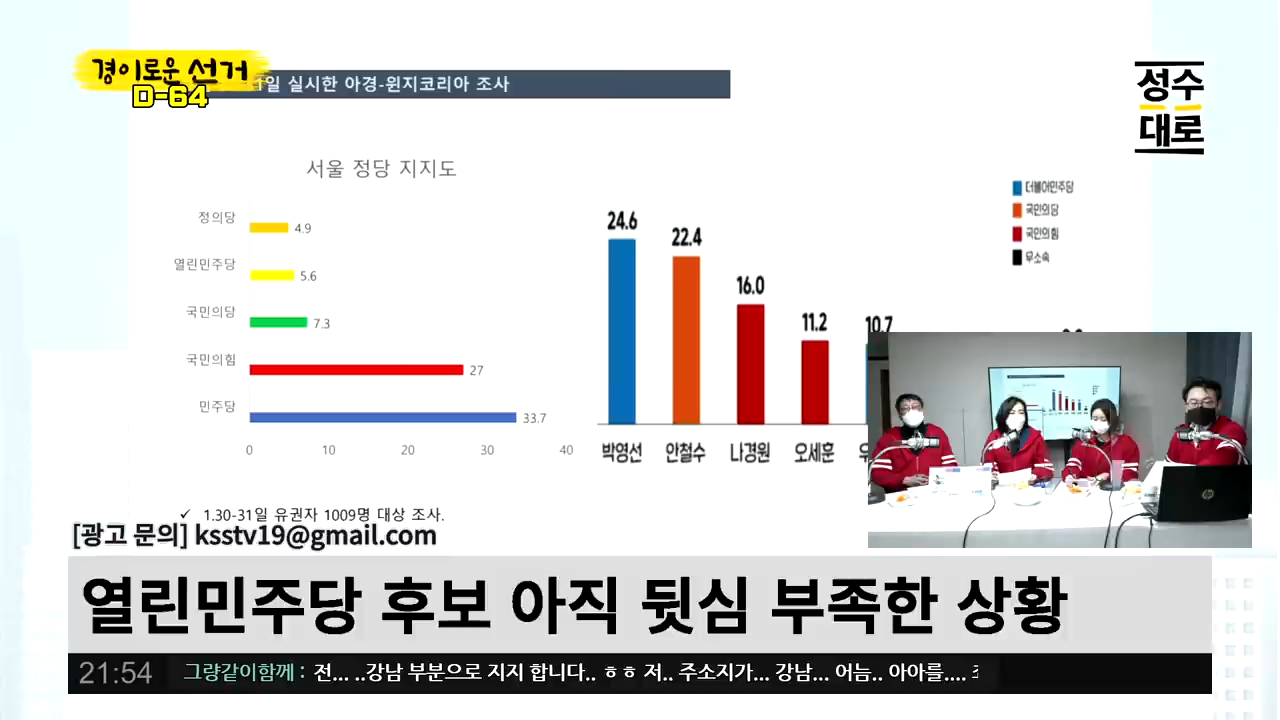 경이로운 선거
D-64
1일 실시한 아경-윈지코리아 조사
성수
대로
서울 정당 지지도
정의당 4.9
열린민주당 5.6
국민의당 7.3
국민의힘 27
민주당 33.7
0 10 20 30 40
더불어민주당
국민의당
국민의힘
무소속
24.6
22.4
16.0
11.2
10.7
박영선 안철수 나경원 오세훈
✓ 1.30-31일 유권자 1009명 대상 조사.
[광고 문의] ksstv19@gmail.com
열린민주당 후보 아직 뒷심 부족한 상황
21:54 그량같이함께 : 전... ..강남 부분으로 지지 합니다.. ㅎㅎ 저.. 주소지가... 강남... 어늠.. 아아를....